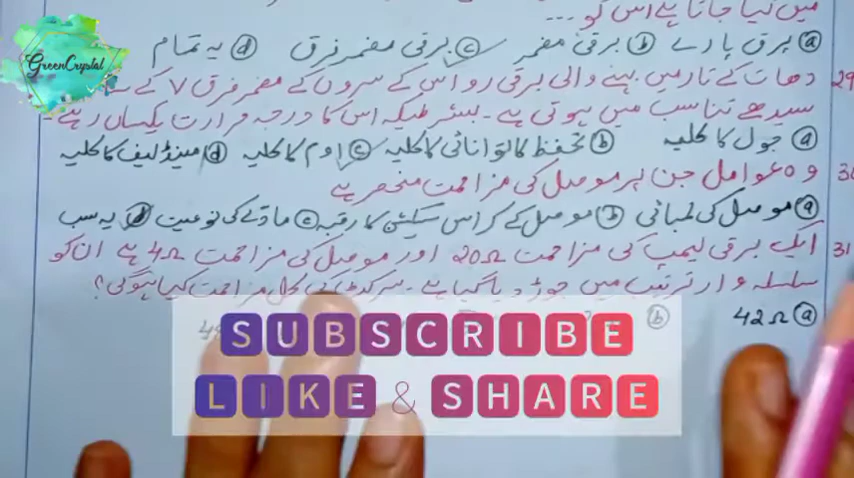 GreenCrystal
میں لیا جاتا ہے اس کو ...
ⓐ برق پارے ⓑ برقی مضمر ⓒ برقی مضمر فرق ⓓ یہ تمام
29 دھات کے تار میں بہنے والی برقی رو اس کے سروں کے مضمر فرق V کے
سیدھے تناسب میں ہوتی ہے۔ بشرطیکہ اس کا درجہ حرارت یکساں رہے۔
ⓐ جول کا کلیہ ⓑ تحفظ کا توانائی کا کلیہ ⓒ اوم کا کلیہ ⓓ مینڈلیف کا کلیہ
30 وہ عوامل جن پر موصل کی مزاحمت منحصر ہے
ⓐ موصل کی لمبائی ⓑ موصل کے کراس سیکشن کا رقبہ ⓒ مادّے کی نوعیت ⓓ یہ سب
31 ایک برقی لیمپ کی مزاحمت 20Ω اور موصل کی مزاحمت 4Ω ہے ان کو
سلسلہ وار ترتیب میں جوڑ دیا گیا ہے۔ سرکٹ کی کل مزاحمت کیا ہوگی؟
ⓐ 42Ω ⓑ
SUBSCRIBE
LIKE & SHARE